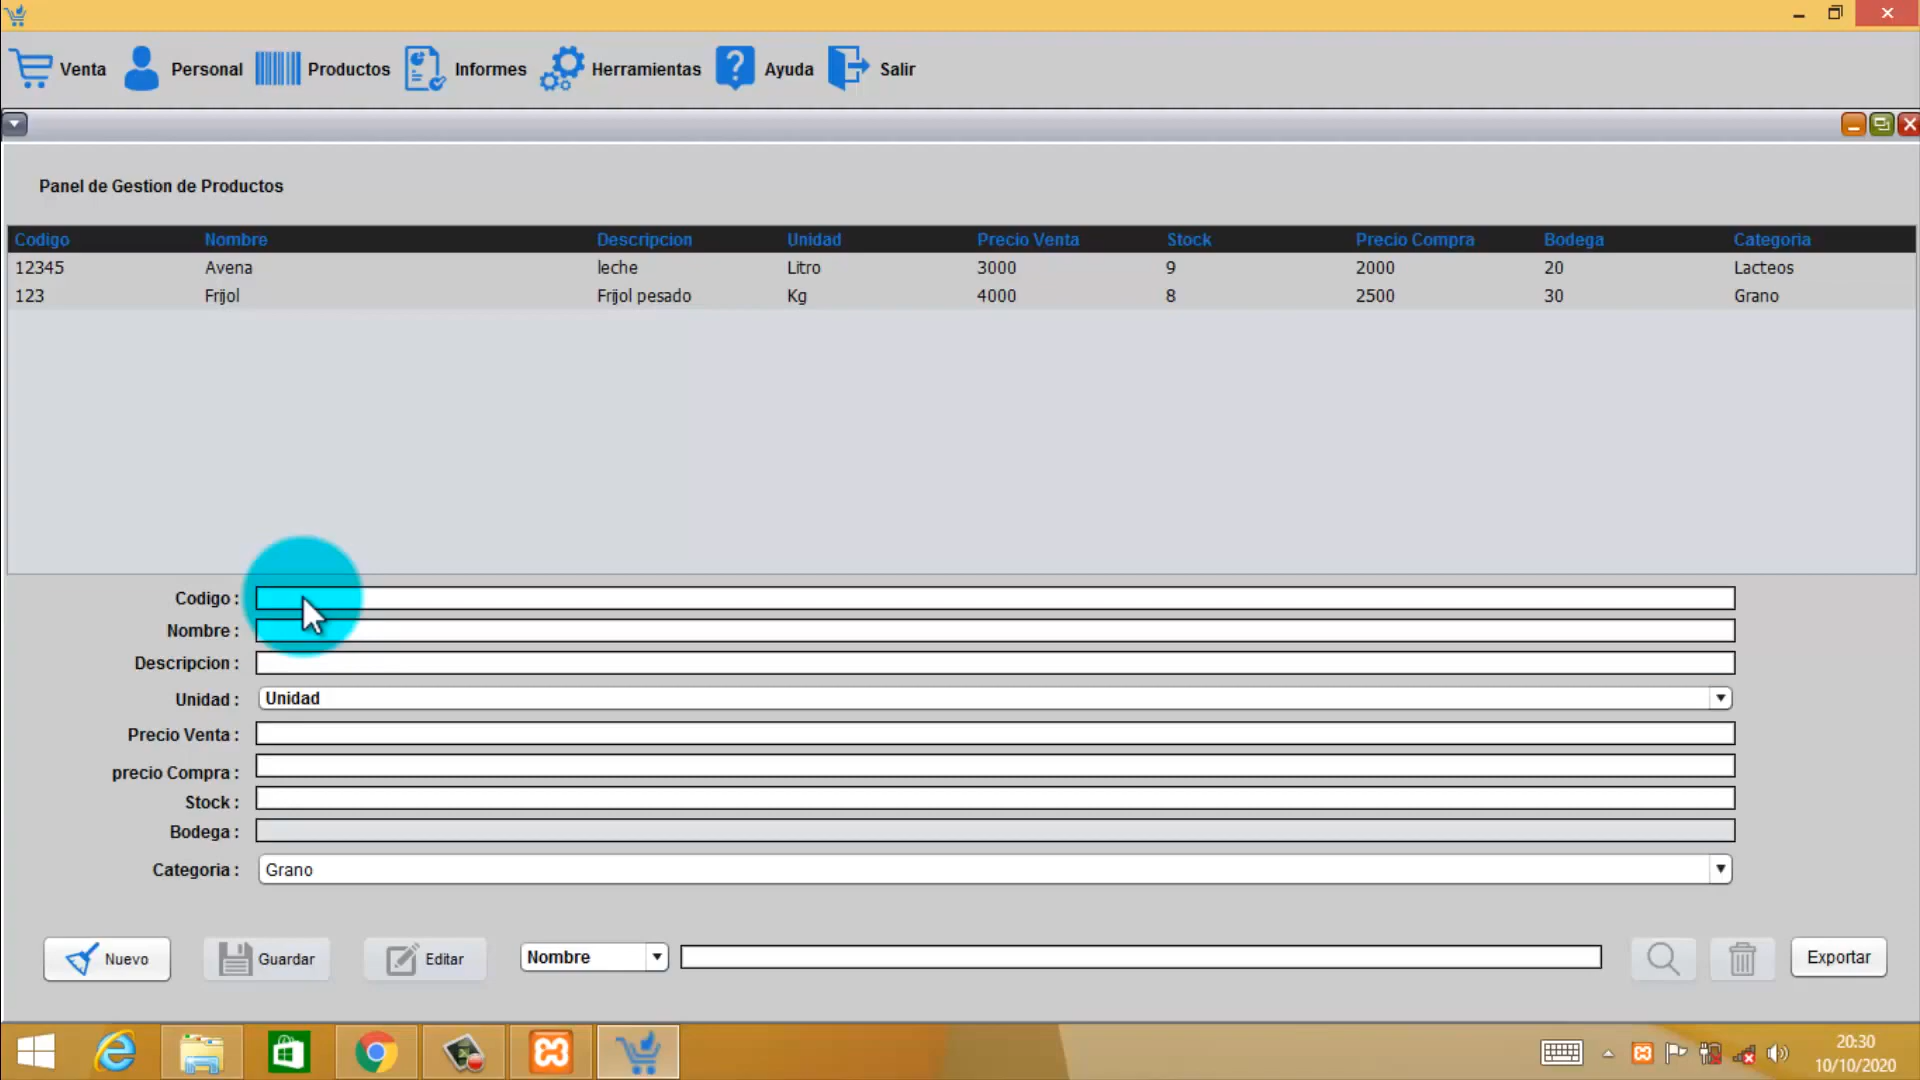 Venta Personal Productos Informes Herramientas Ayuda Salir
Panel de Gestion de Productos
Codigo Nombre Descripcion Unidad Precio Venta Stock Precio Compra Bodega Categoria
12345 Avena leche Litro 3000 9 2000 20 Lacteos
123 Frijol Frijol pesado Kg 4000 8 2500 30 Grano
Codigo :
Nombre :
Descripcion :
Unidad : Unidad
Precio Venta :
precio Compra :
Stock :
Bodega :
Categoria : Grano
Nuevo Guardar Editar Nombre Exportar
20:30
10/10/2020